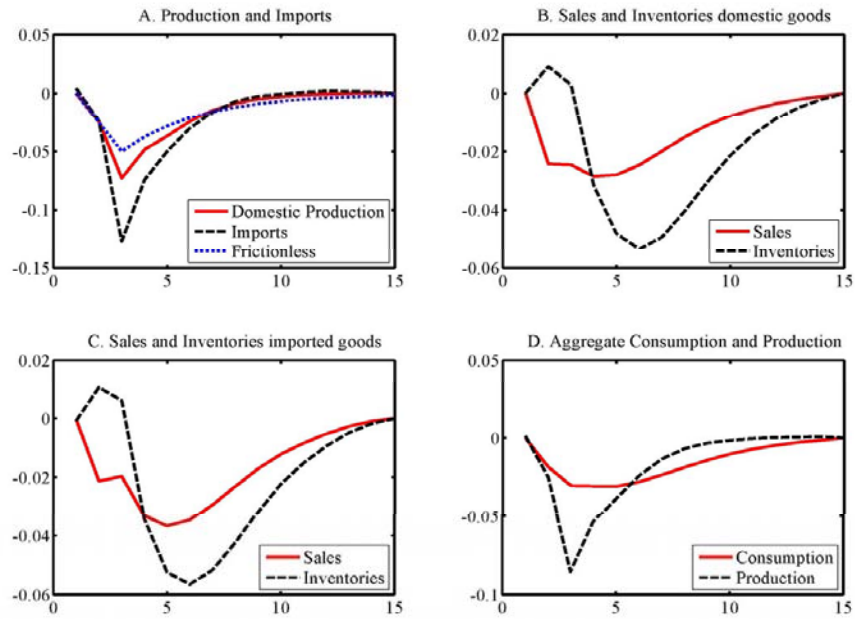 A. Production and Imports
0.05
0
-0.05
-0.1
-0.15
0
5
10
15
Domestic Production
Imports
Frictionless
B. Sales and Inventories domestic goods
0.02
0
-0.02
-0.04
-0.06
0
5
10
15
Sales
Inventories
C. Sales and Inventories imported goods
0.02
0
-0.02
-0.04
-0.06
0
5
10
15
Sales
Inventories
D. Aggregate Consumption and Production
0.05
0
-0.05
-0.1
0
5
10
15
Consumption
Production